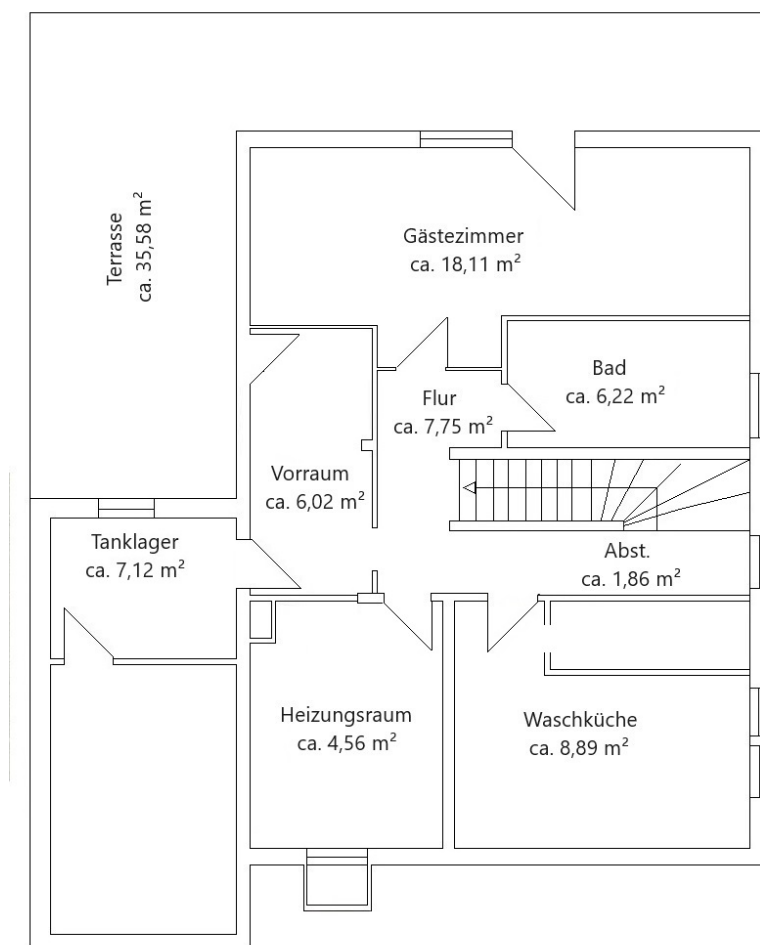 Terrasse
ca. 35,58 m²
Gästezimmer
ca. 18,11 m²
Bad
ca. 6,22 m²
Flur
ca. 7,75 m²
Vorraum
ca. 6,02 m²
Tanklager
ca. 7,12 m²
Abst.
ca. 1,86 m²
Heizungsraum
ca. 4,56 m²
Waschküche
ca. 8,89 m²